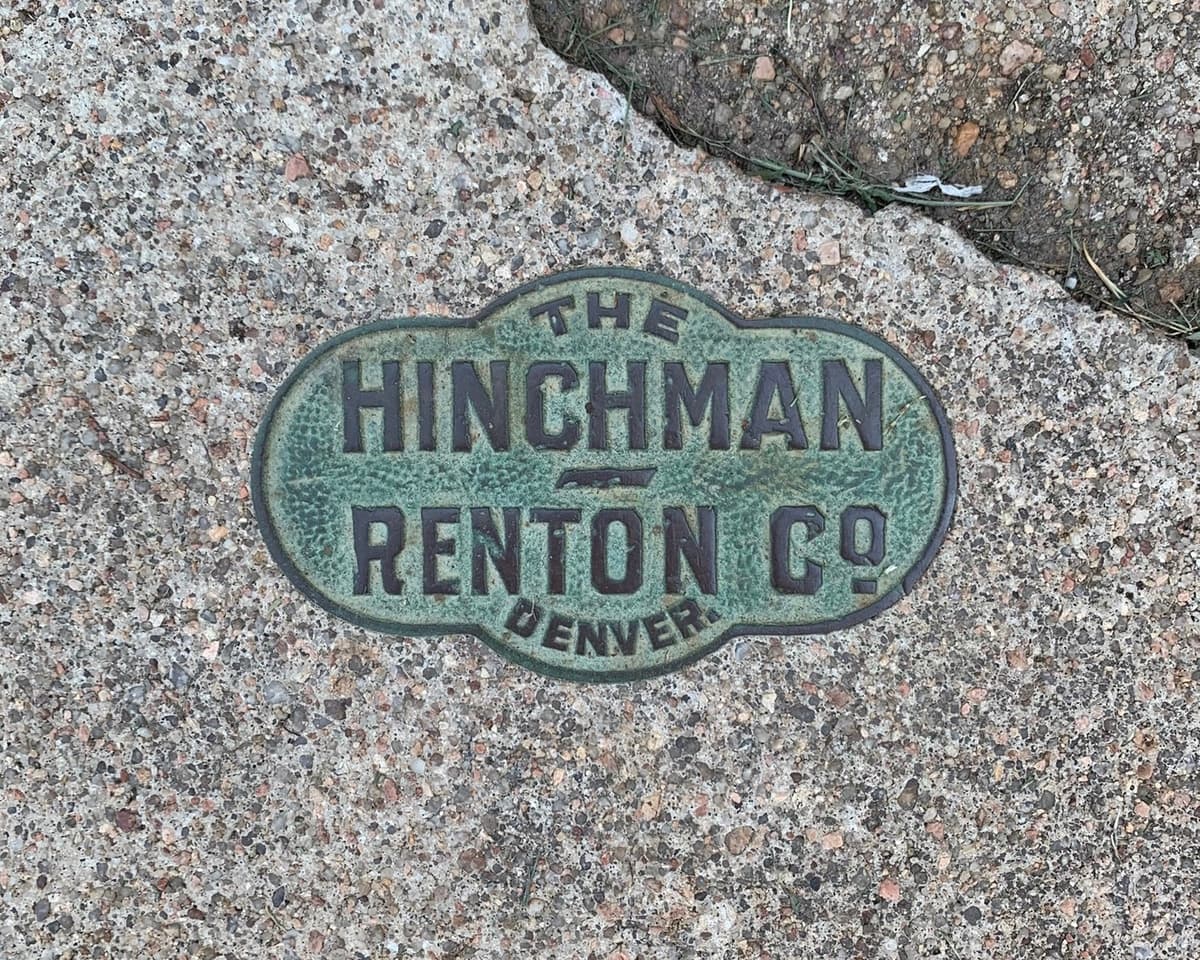 THE
HINCHMAN
-
RENTON Co
DENVER.